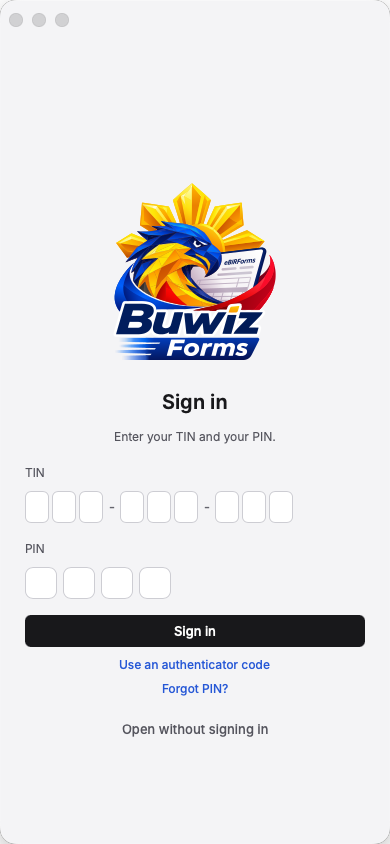 eBIRForms
Buwiz
Forms
Sign in
Enter your TIN and your PIN.
TIN
- -
PIN
Sign in
Use an authenticator code
Forgot PIN?
Open without signing in